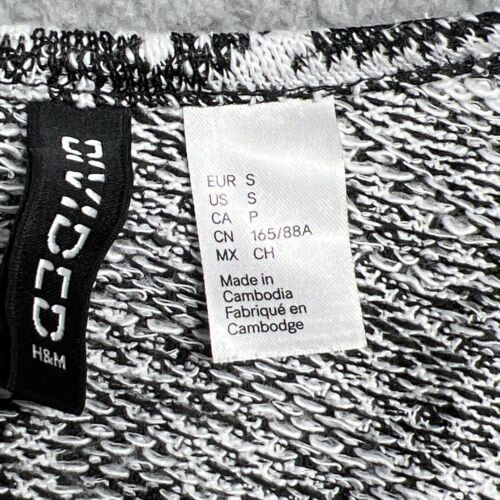 DIVIDED
H&M
EUR S
US S
CA P
CN 165/88A
MX CH
Made in
Cambodia
Fabriqué en
Cambodge